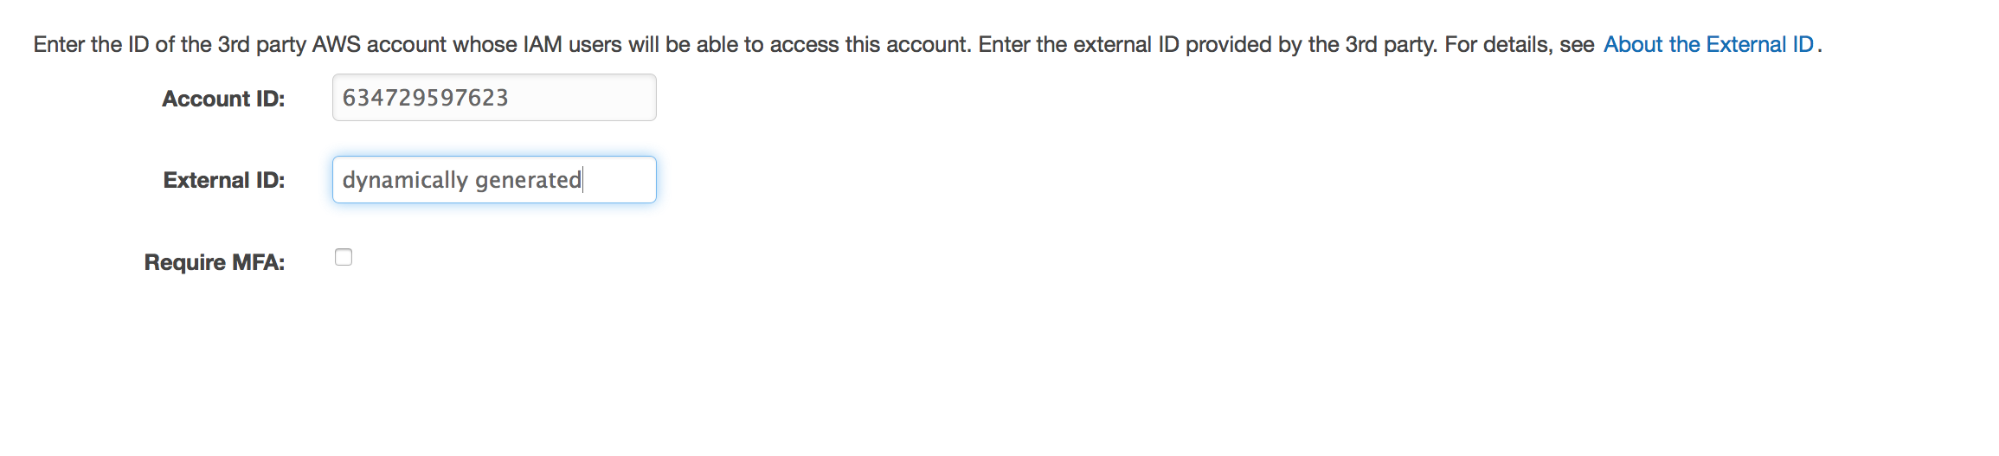 Enter the ID of the 3rd party AWS account whose IAM users will be able to access this account. Enter the external ID provided by the 3rd party. For details, see About the External ID.
Account ID: 634729597623
External ID: dynamically generated
Require MFA: